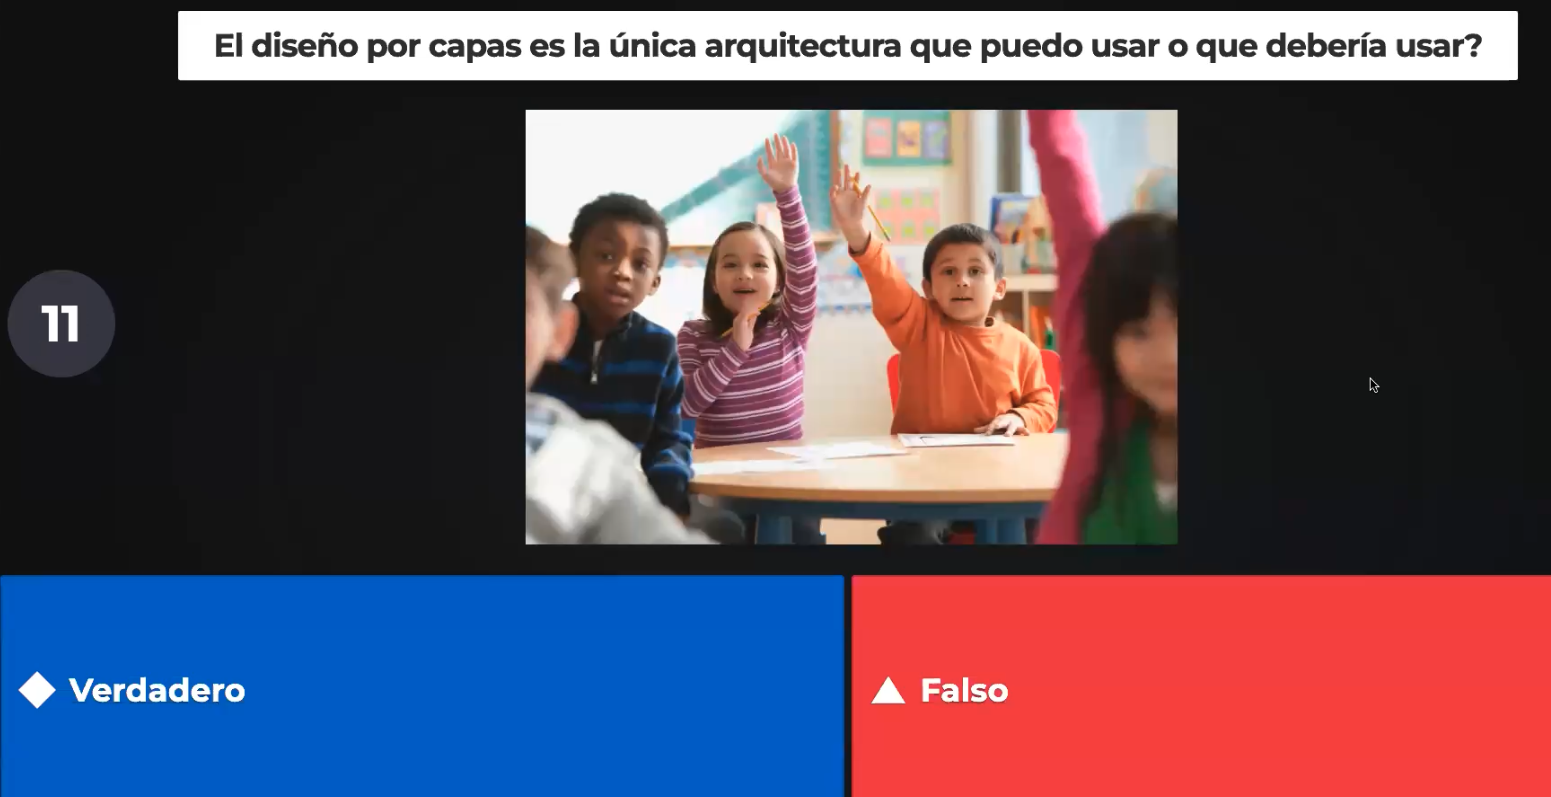 El diseño por capas es la única arquitectura que puedo usar o que debería usar?
11
Verdadero
Falso